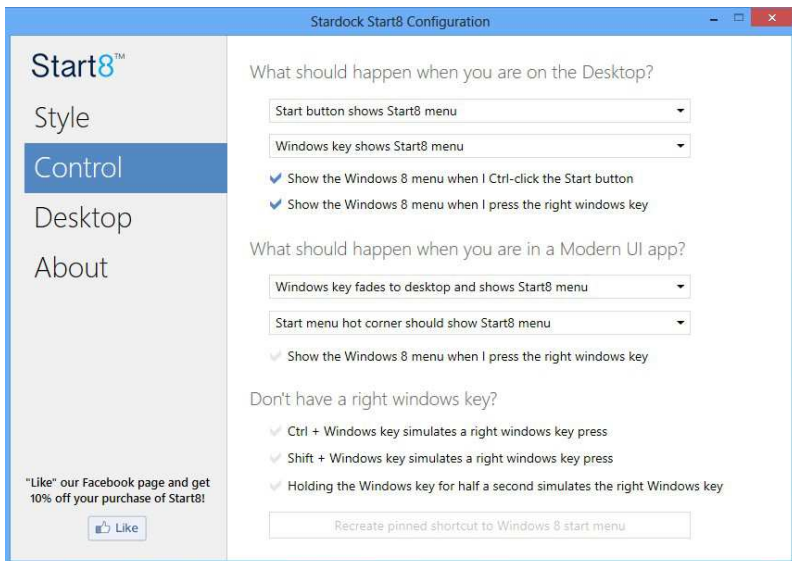 Stardock Start8 Configuration
Start8™
Style
Control
Desktop
About
"Like" our Facebook page and get
10% off your purchase of Start8!
Like
What should happen when you are on the Desktop?
Start button shows Start8 menu
Windows key shows Start8 menu
Show the Windows 8 menu when I Ctrl-click the Start button
Show the Windows 8 menu when I press the right windows key
What should happen when you are in a Modern UI app?
Windows key fades to desktop and shows Start8 menu
Start menu hot corner should show Start8 menu
Show the Windows 8 menu when I press the right windows key
Don't have a right windows key?
Ctrl + Windows key simulates a right windows key press
Shift + Windows key simulates a right windows key press
Holding the Windows key for half a second simulates the right Windows key
Recreate pinned shortcut to Windows 8 start menu